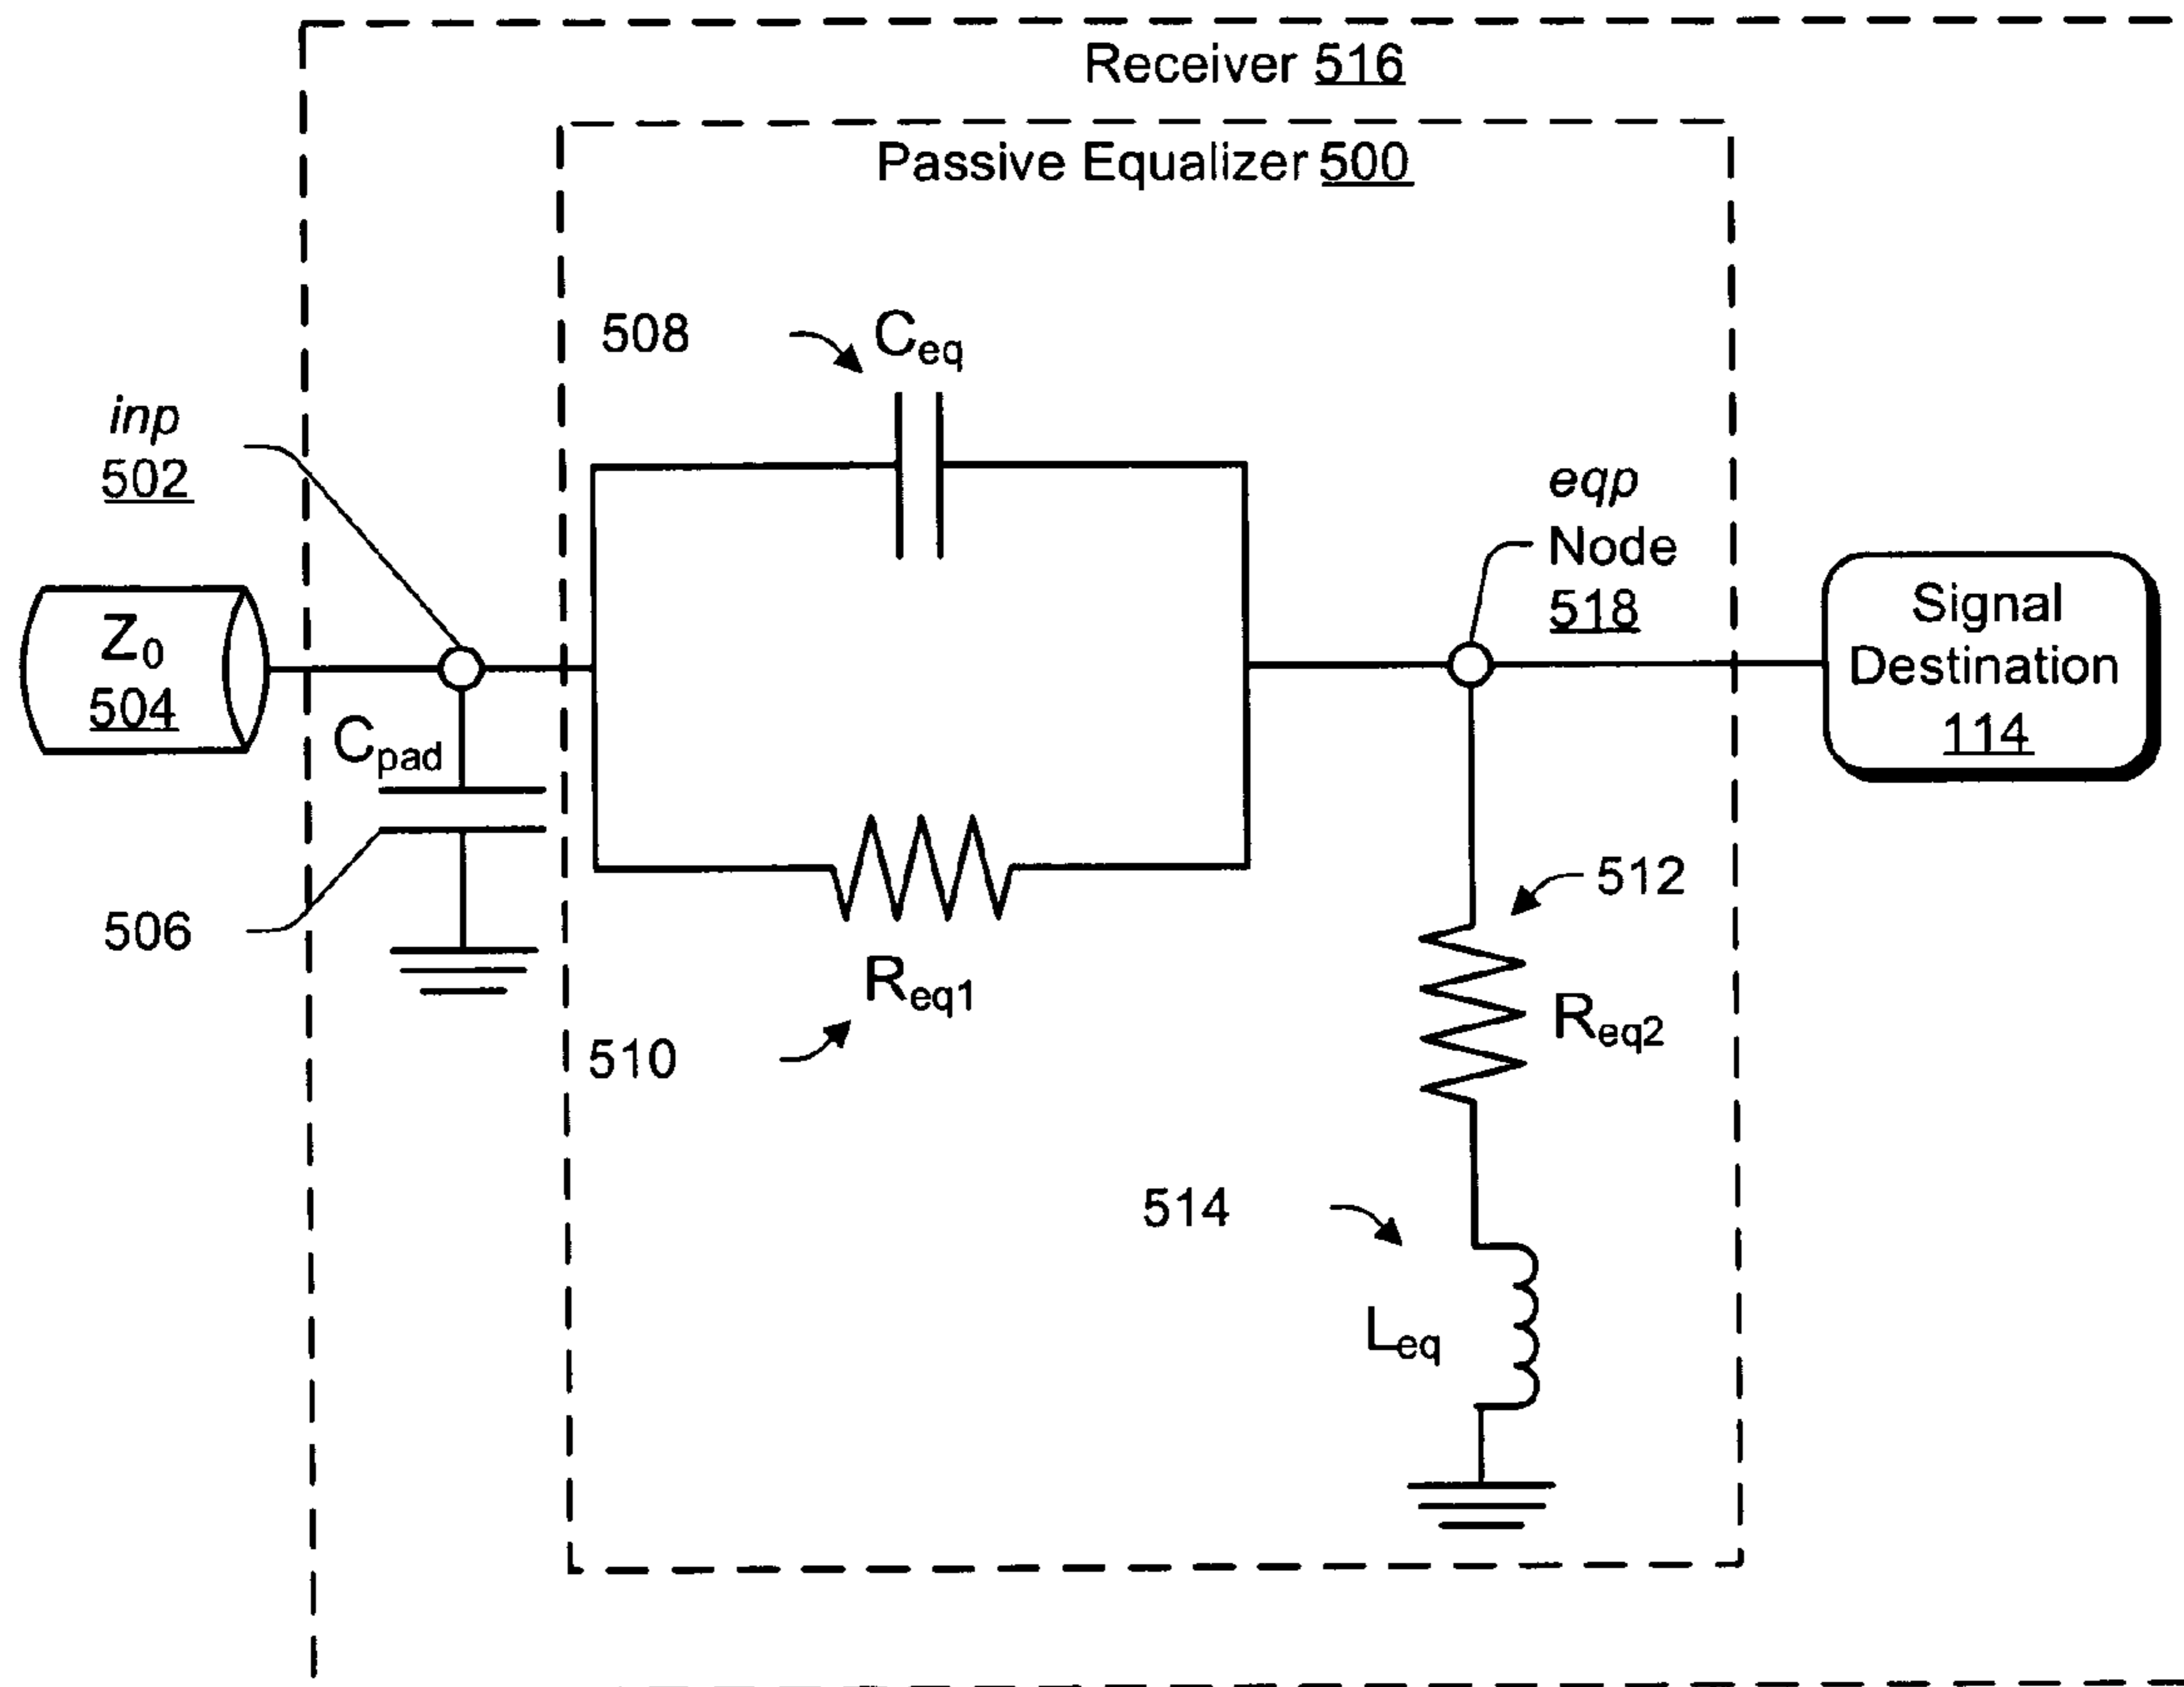 Receiver 516
Passive Equalizer 500
508
Ceq
inp
502
eqp
Node
518
Z0
504
Signal
Destination
114
Cpad
506
512
Req1
Req2
510
514
Leq